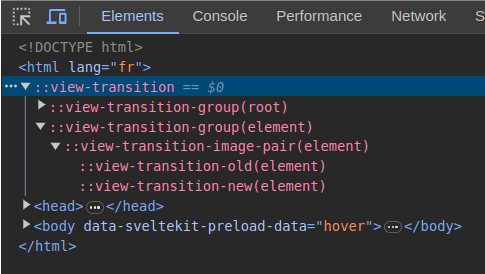 Elements Console Performance Network S
<!DOCTYPE html>
<html lang="fr">
… ::view-transition == $0
::view-transition-group(root)
::view-transition-group(element)
::view-transition-image-pair(element)
::view-transition-old(element)
::view-transition-new(element)
<head>…</head>
<body data-sveltekit-preload-data="hover">…</body>
</html>